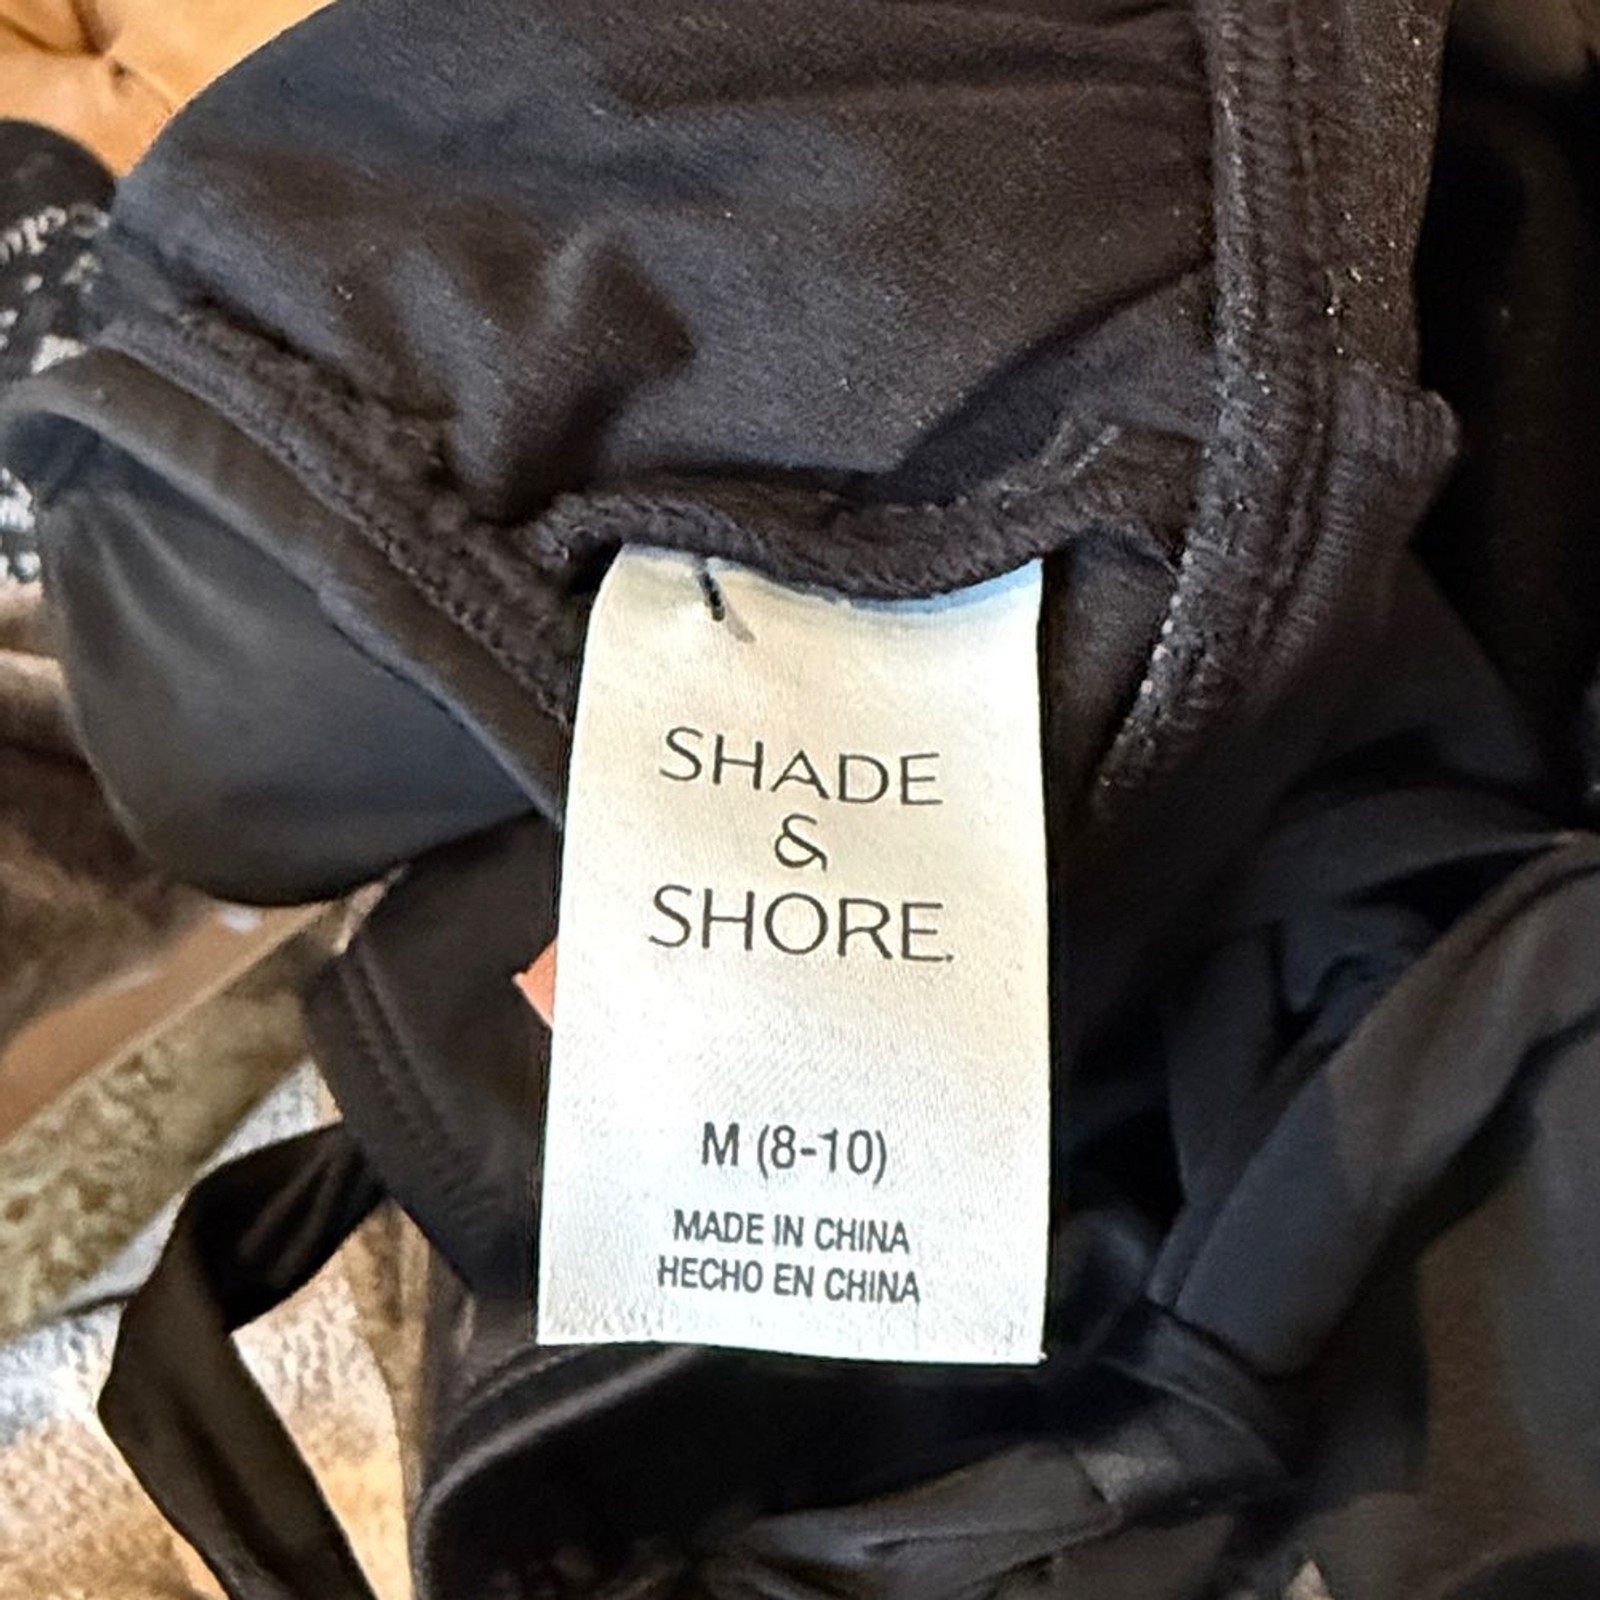 SHADE
&
SHORE.
M (8-10)
MADE IN CHINA
HECHO EN CHINA